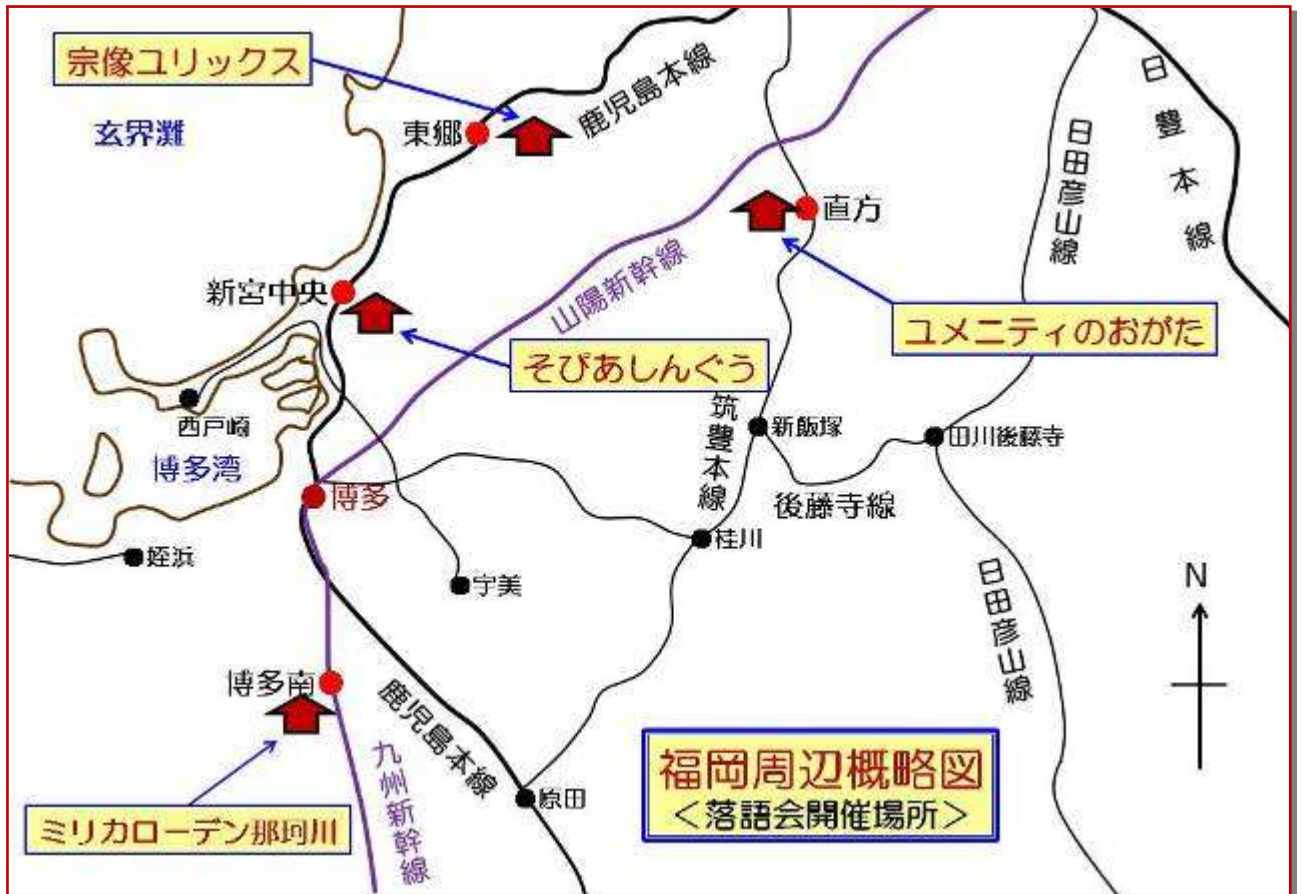 宗像ユリックス
玄界灘
東郷
鹿児島本線
日豊本線
日田彦山線
直方
新宮中央
山陽新幹線
ユメニティのおがた
そぴあしんぐう
西戸崎
博多湾
筑豊本線
新飯塚
田川後藤寺
博多
後藤寺線
桂川
姪浜
宇美
N
日田彦山線
博多南
鹿児島本線
九州新幹線
原田
福岡周辺概略図
<落語会開催場所>
ミリカローデン那珂川